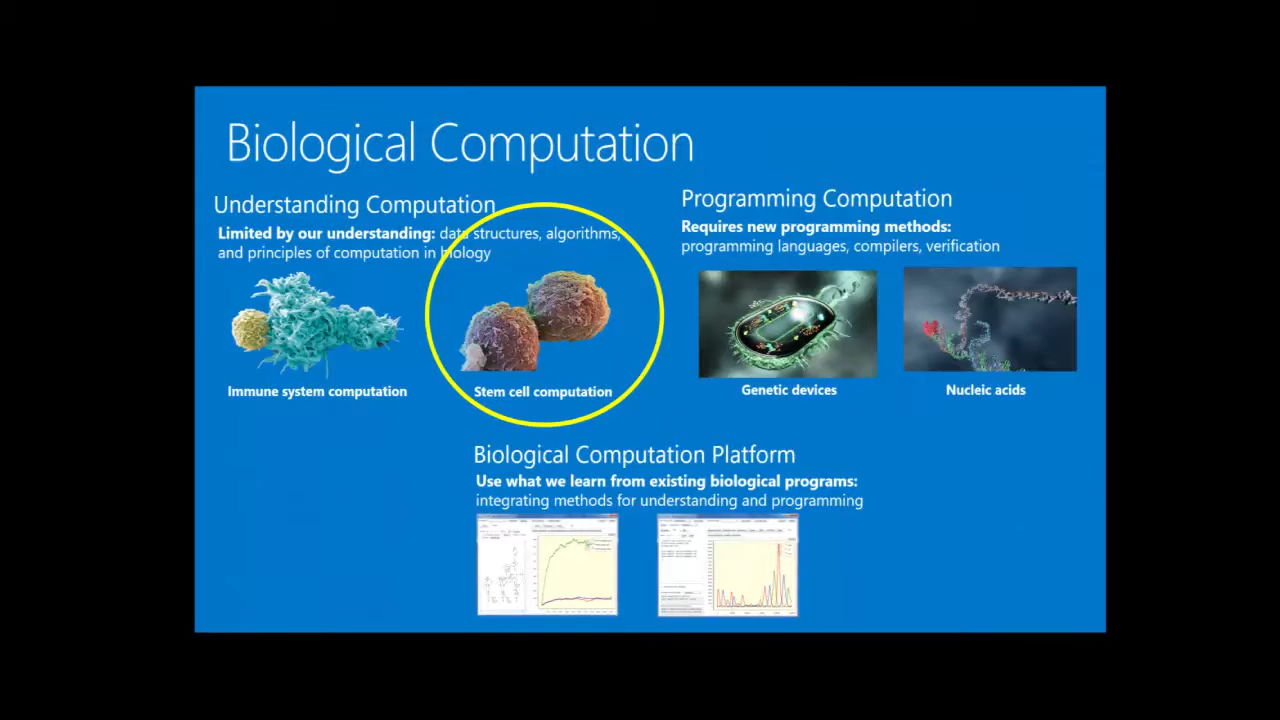 Biological Computation
Understanding Computation
Limited by our understanding: data structures, algorithms,
and principles of computation in biology
Immune system computation
Stem cell computation
Programming Computation
Requires new programming methods:
programming languages, compilers, verification
Genetic devices
Nucleic acids
Biological Computation Platform
Use what we learn from existing biological programs:
integrating methods for understanding and programming